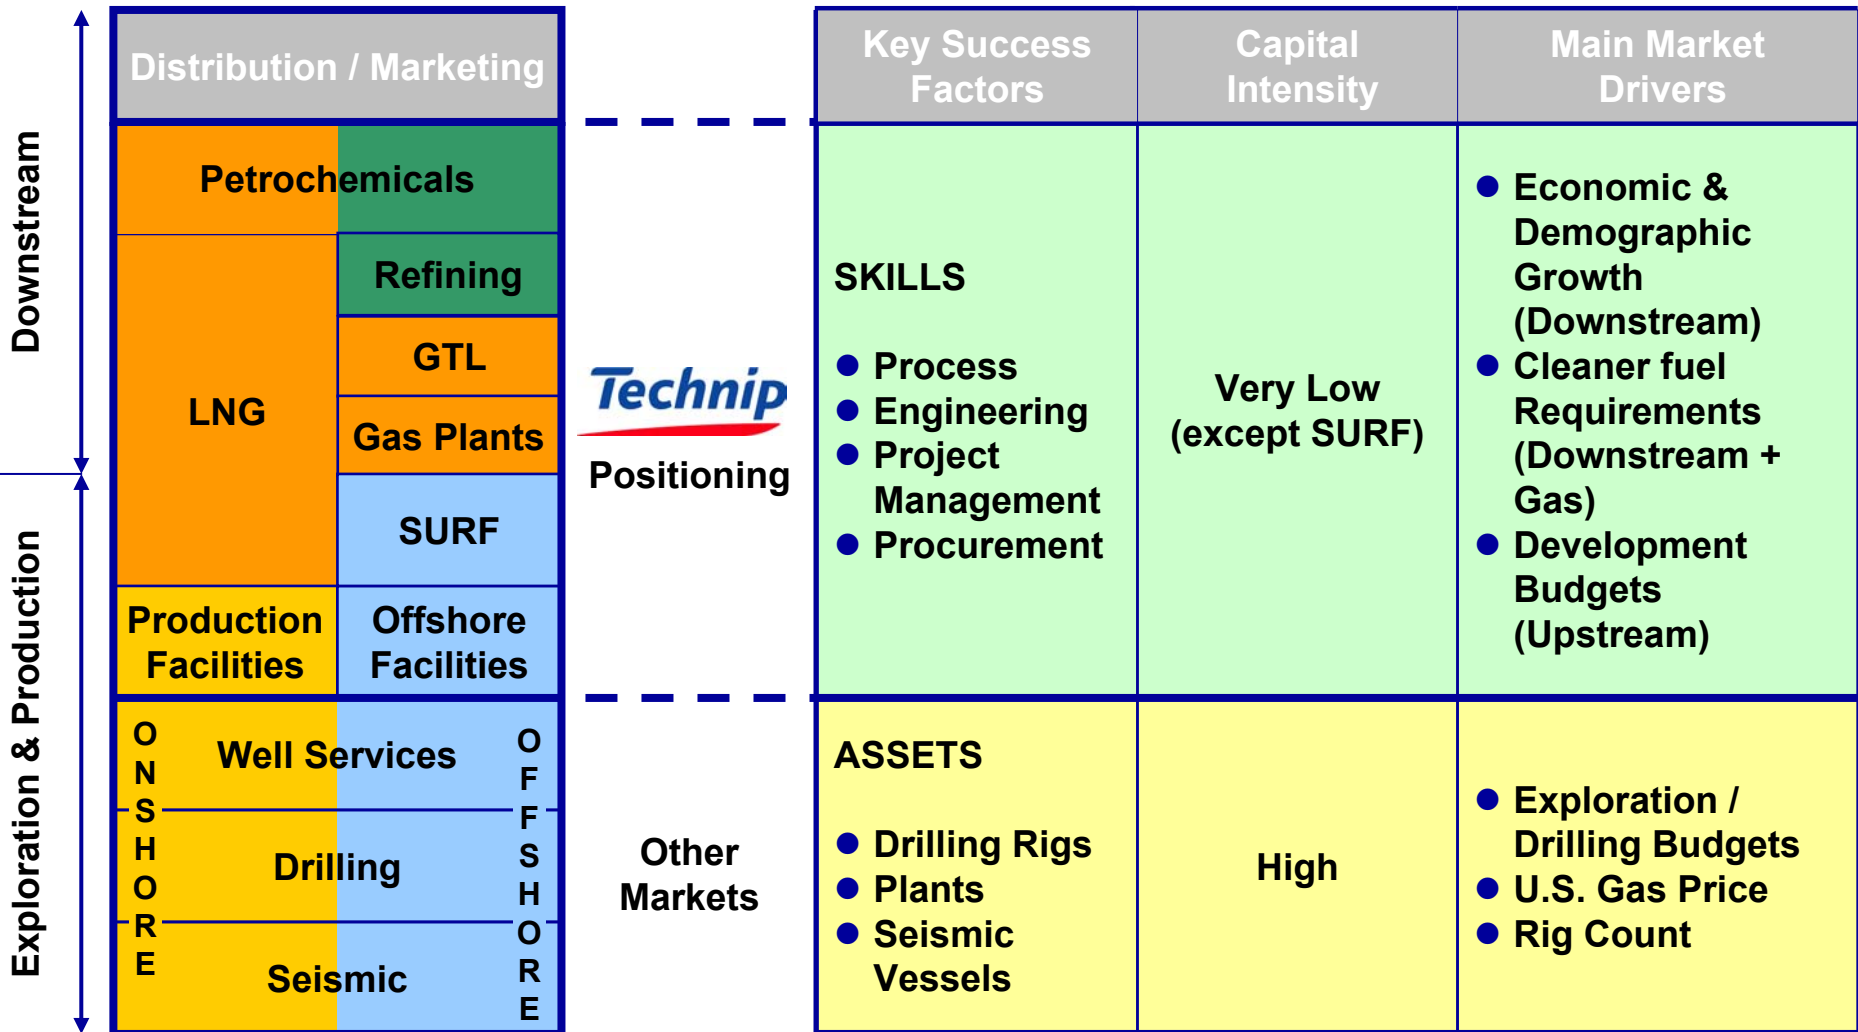 Downstream
Exploration & Production
Distribution / Marketing
Petrochemicals
LNG
Refining
GTL
Gas Plants
SURF
Production
Facilities
Offshore
Facilities
ONSHORE
OFFSHORE
Well Services
Drilling
Seismic
Technip
Positioning
Other
Markets
Key Success
Factors
Capital
Intensity
Main Market
Drivers
SKILLS
● Process
● Engineering
● Project
Management
● Procurement
Very Low
(except SURF)
● Economic &
Demographic
Growth
(Downstream)
● Cleaner fuel
Requirements
(Downstream +
Gas)
● Development
Budgets
(Upstream)
ASSETS
● Drilling Rigs
● Plants
● Seismic
Vessels
High
● Exploration /
Drilling Budgets
● U.S. Gas Price
● Rig Count